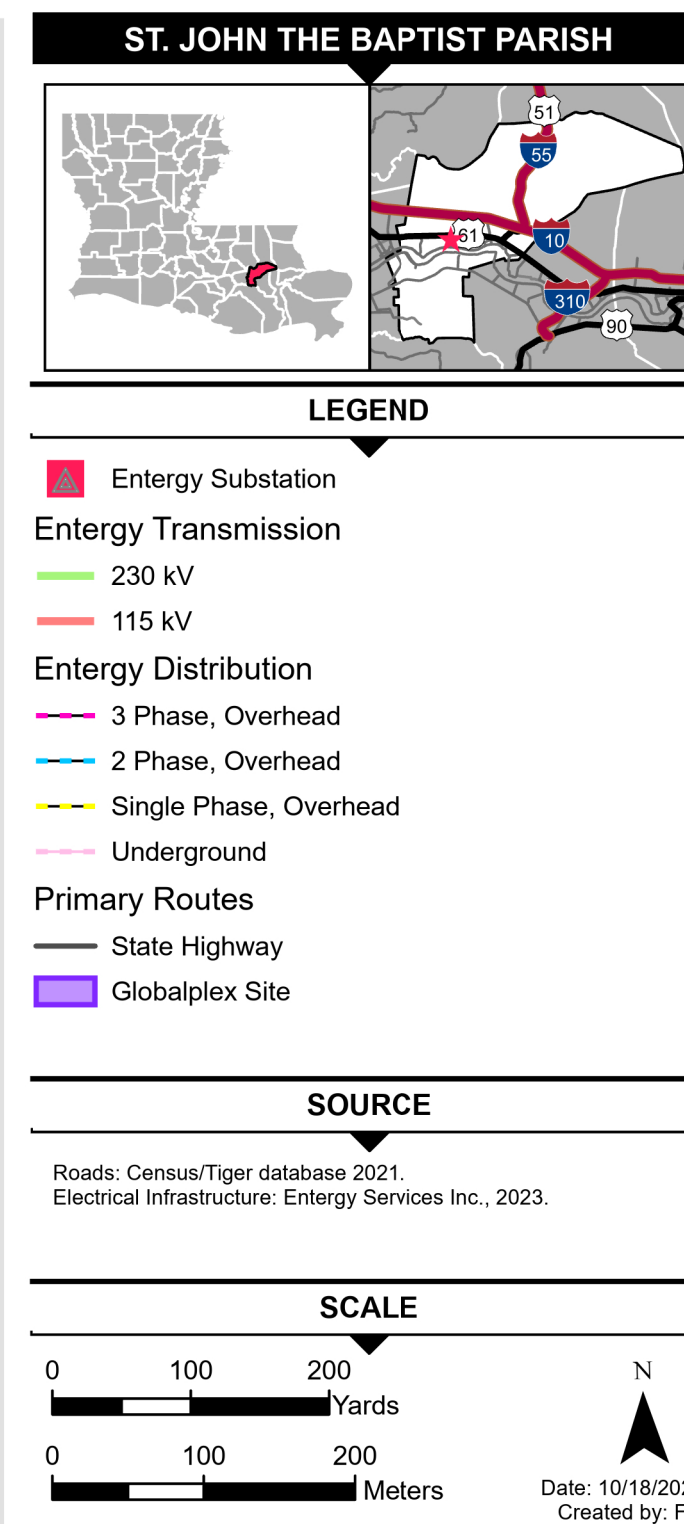 ST. JOHN THE BAPTIST PARISH
51
55
61
10
310
90
LEGEND
Entergy Substation
Entergy Transmission
230 kV
115 kV
Entergy Distribution
3 Phase, Overhead
2 Phase, Overhead
Single Phase, Overhead
Underground
Primary Routes
State Highway
Globalplex Site
SOURCE
Roads: Census/Tiger database 2021.
Electrical Infrastructure: Entergy Services Inc., 2023.
SCALE
0 100 200
Yards
N
0 100 200
Meters
Date:
Created by: